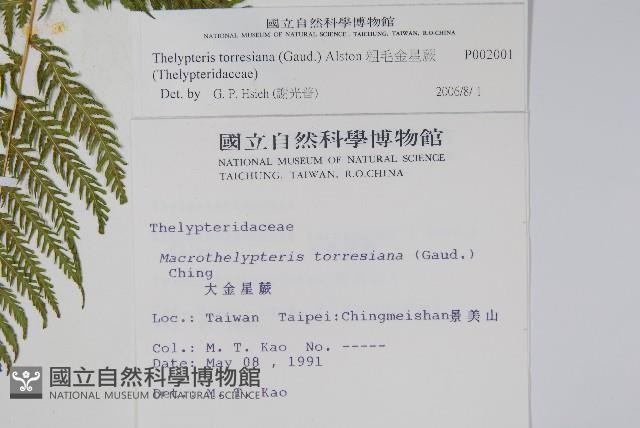 國立自然科學博物館
NATIONAL MUSEUM OF NATURAL SCIENCE, TAICHUNG, TAIWAN, R.O.CHINA
Thelypteris torresiana (Gaud.) Alston 粗毛金星蕨 P002001
(Thelypteridaceae)
Det. by G. P. Hsieh (謝光普) 2006/8/1
國立自然科學博物館
NATIONAL MUSEUM OF NATURAL SCIENCE
TAICHUNG, TAIWAN, R.O.CHINA
Thelypteridaceae
Macrothelypteris torresiana (Gaud.)
Ching
大金星蕨
Loc.: Taiwan Taipei:Chingmeishan景美山
Col.: M. T. Kao No. -----
Date: May 08 , 1991
Det.: M. T. Kao
國立自然科學博物館
NATIONAL MUSEUM OF NATURAL SCIENCE